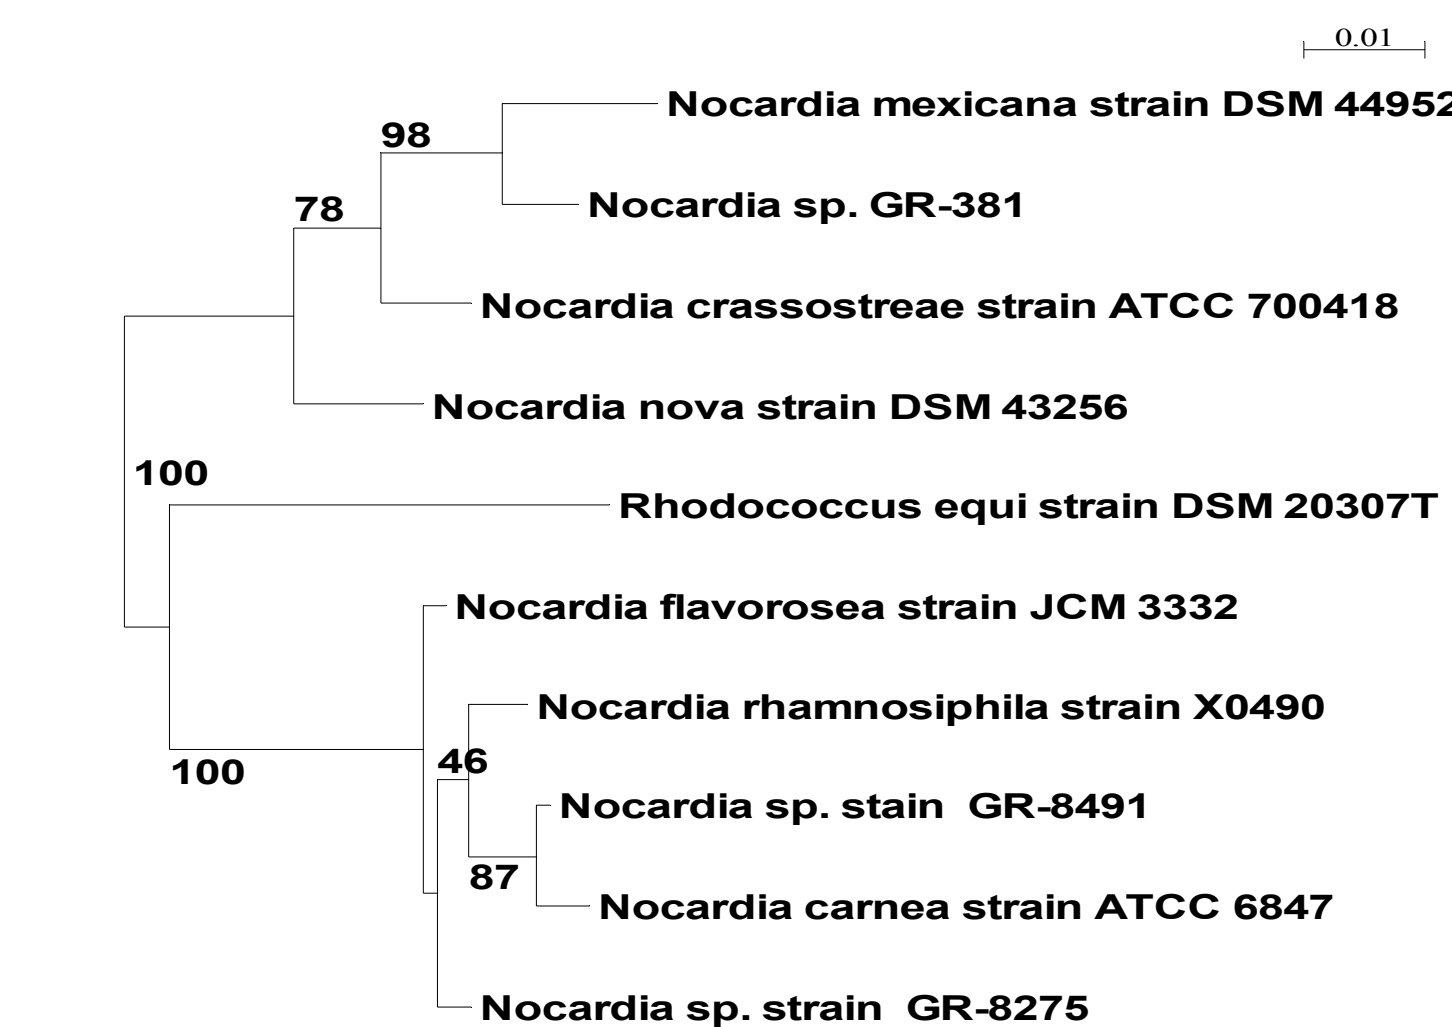 0.01
Nocardia mexicana strain DSM 44952
98
Nocardia sp. GR-381
78
Nocardia crassostreae strain ATCC 700418
Nocardia nova strain DSM 43256
100
Rhodococcus equi strain DSM 20307T
Nocardia flavorosea strain JCM 3332
Nocardia rhamnosiphila strain X0490
46
100
Nocardia sp. stain GR-8491
87
Nocardia carnea strain ATCC 6847
Nocardia sp. strain GR-8275